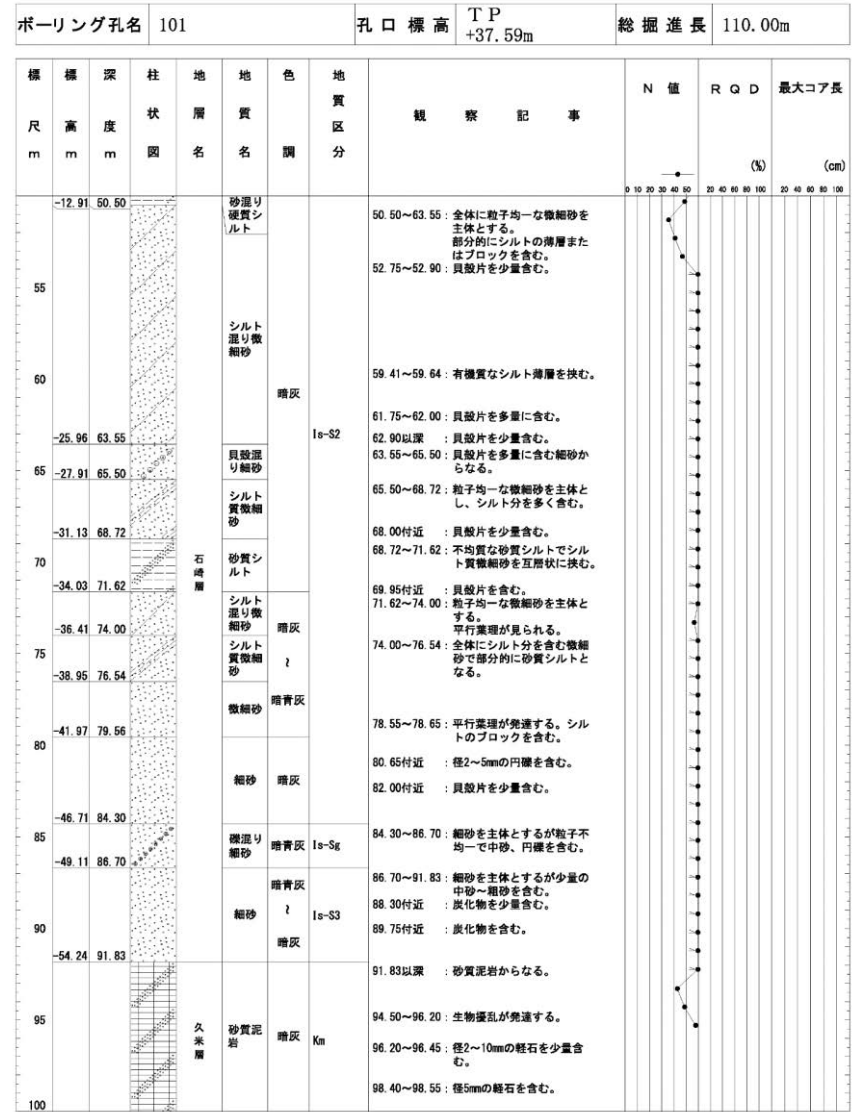 ボーリング孔名 101 孔口標高 TP +37.59m 総掘進長 110.00m
標尺 m 標高 m 深度 m 柱状図 地層名 地質名 色調 地質区分 観察記事 N値 RQD (%) 最大コア長 (cm)
0 10 20 30 40 50 20 40 60 80 100 20 40 60 80 100
-12.91 50.50 砂混り硬質シルト
50.50~63.55：全体に粒子均一な微細砂を
主体とする。
部分的にシルトの薄層また
はブロックを含む。
52.75~52.90：貝殻片を少量含む。
55
シルト混り微細砂
59.41~59.64：有機質なシルト薄層を挟む。
60
暗灰
61.75~62.00：貝殻片を多量に含む。
Is-S2
-25.96 63.55
62.90以深 ：貝殻片を少量含む。
貝殻混り細砂
63.55~65.50：貝殻片を多量に含む細砂か
らなる。
65 -27.91 65.50
シルト質微細砂
65.50~68.72：粒子均一な微細砂を主体と
し、シルト分を多く含む。
-31.13 68.72
68.00付近 ：貝殻片を少量含む。
68.72~71.62：不均質な砂質シルトでシル
ト質微細砂を互層状に挟む。
70 石崎層 砂質シルト
-34.03 71.62
69.95付近 ：貝殻片を含む。
シルト混り微細砂
71.62~74.00：粒子均一な微細砂を主体と
する。
平行葉理が見られる。
-36.41 74.00
暗灰~暗青灰
シルト質微細砂
74.00~76.54：全体にシルト分を含む微細
砂で部分的に砂質シルトと
なる。
75
-38.95 76.54
微細砂
78.55~78.65：平行葉理が発達する。シル
トのブロックを含む。
-41.97 79.56
80
80.65付近 ：径2~5mmの円礫を含む。
細砂 暗灰
82.00付近 ：貝殻片を少量含む。
-46.71 84.30
85 礫混り細砂 暗青灰 Is-Sg
84.30~86.70：細砂を主体とするが粒子不
均一で中砂、円礫を含む。
-49.11 86.70
86.70~91.83：細砂を主体とするが少量の
中砂~粗砂を含む。
細砂 暗青灰~暗灰 Is-S3
88.30付近 ：炭化物を少量含む。
90
89.75付近 ：炭化物を含む。
-54.24 91.83
91.83以深 ：砂質泥岩からなる。
94.50~96.20：生物擾乱が発達する。
95 久米層 砂質泥岩 暗灰 Km
96.20~96.45：径2~10mmの軽石を少量含
む。
98.40~98.55：径5mmの軽石を含む。
100